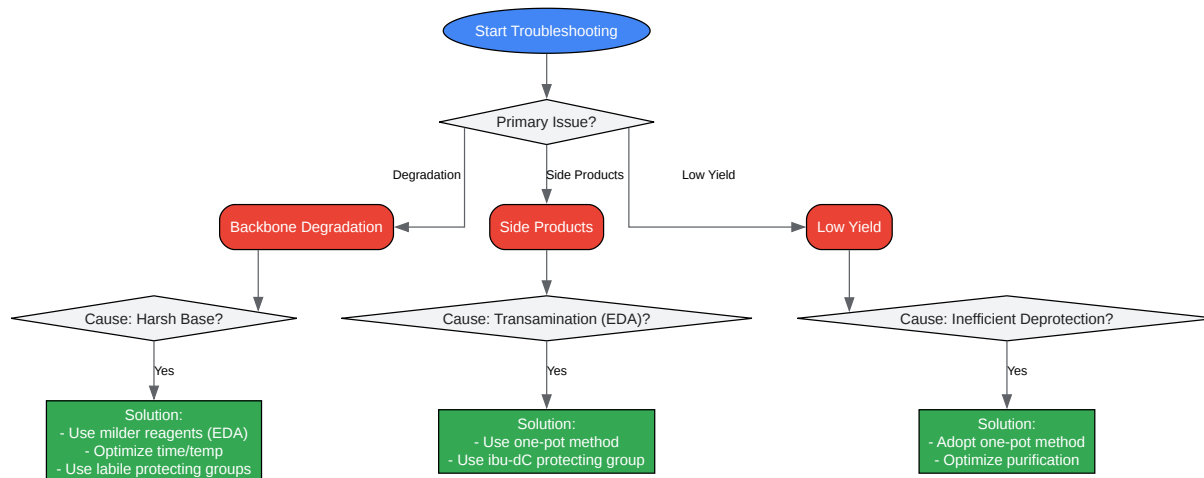 Start Troubleshooting
Primary Issue?
Degradation
Side Products
Low Yield
Backbone Degradation
Side Products
Low Yield
Cause: Harsh Base?
Cause: Transamination (EDA)?
Cause: Inefficient Deprotection?
Yes
Yes
Yes
Solution:
- Use milder reagents (EDA)
- Optimize time/temp
- Use labile protecting groups
Solution:
- Use one-pot method
- Use ibu-dC protecting group
Solution:
- Adopt one-pot method
- Optimize purification